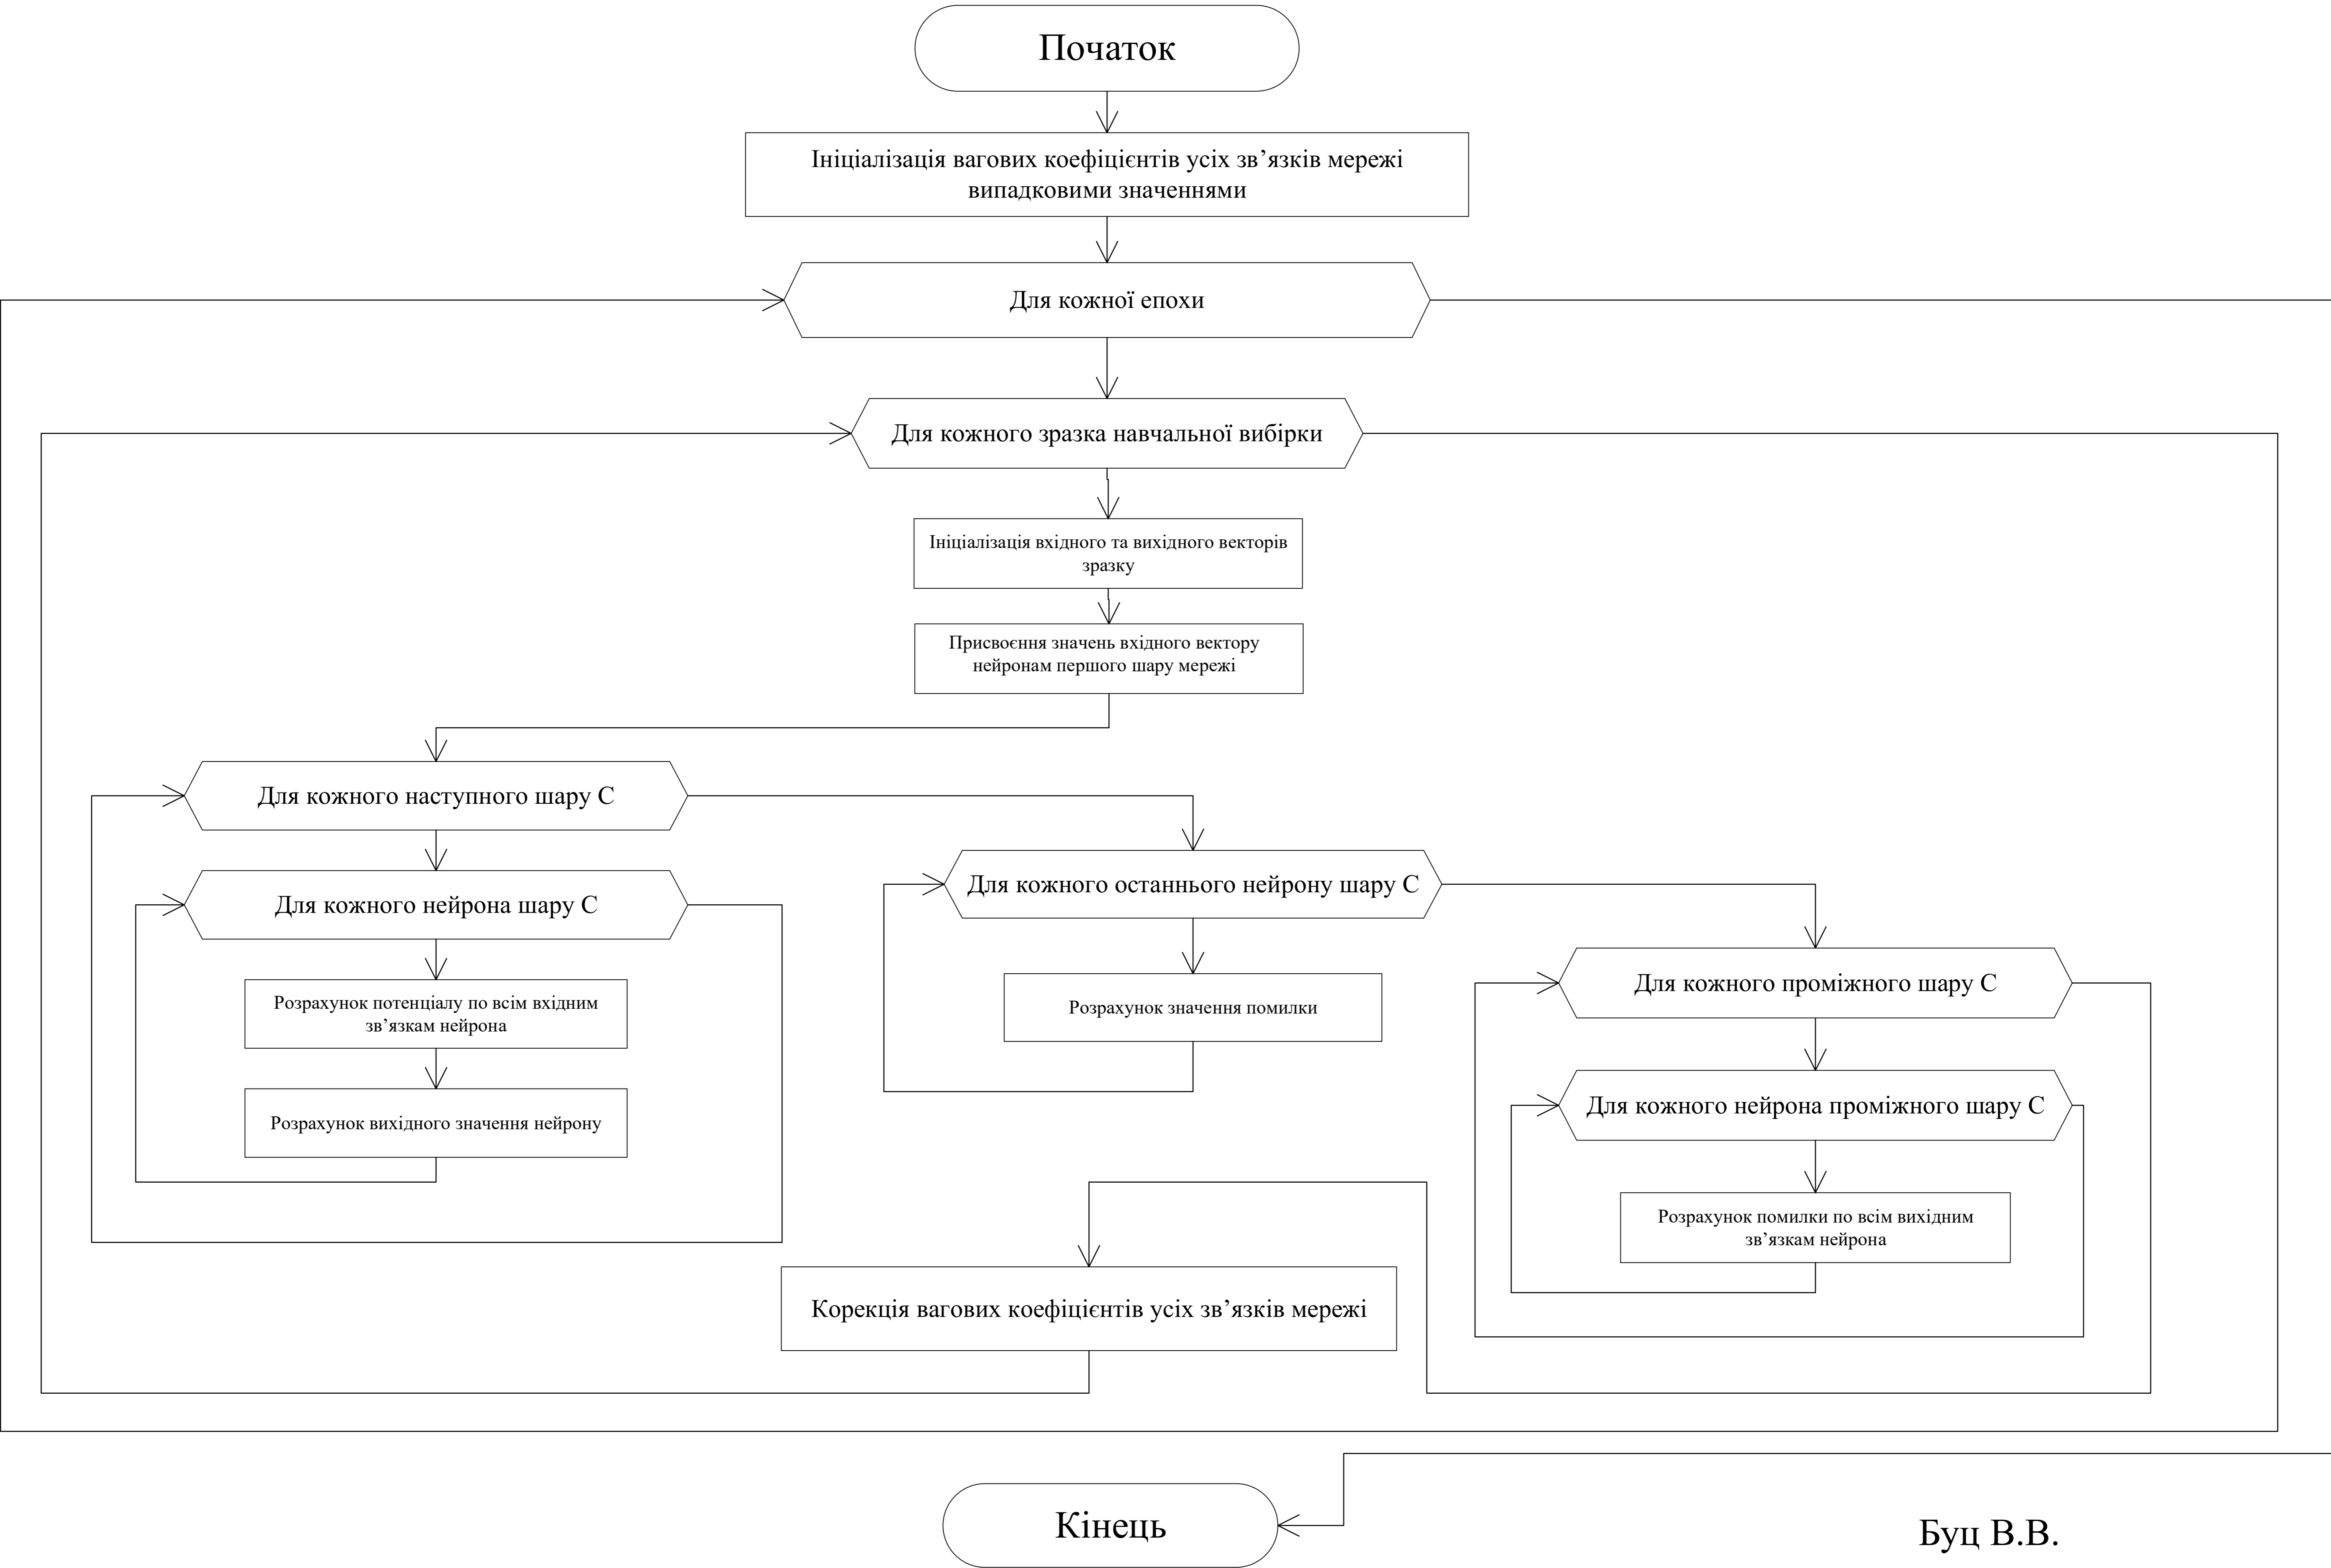 Початок
Ініціалізація вагових коефіцієнтів усіх зв’язків мережі
випадковими значеннями
Для кожної епохи
Для кожного зразка навчальної вибірки
Ініціалізація вхідного та вихідного векторів
зразку
Присвоєння значень вхідного вектору
нейронам першого шару мережі
Для кожного наступного шару С
Для кожного нейрона шару С
Розрахунок потенціалу по всім вхідним
зв’язкам нейрона
Розрахунок вихідного значення нейрону
Для кожного останнього нейрону шару С
Розрахунок значення помилки
Для кожного проміжного шару С
Для кожного нейрона проміжного шару С
Розрахунок помилки по всім вихідним
зв’язкам нейрона
Корекція вагових коефіцієнтів усіх зв’язків мережі
Кінець
Буц В.В.